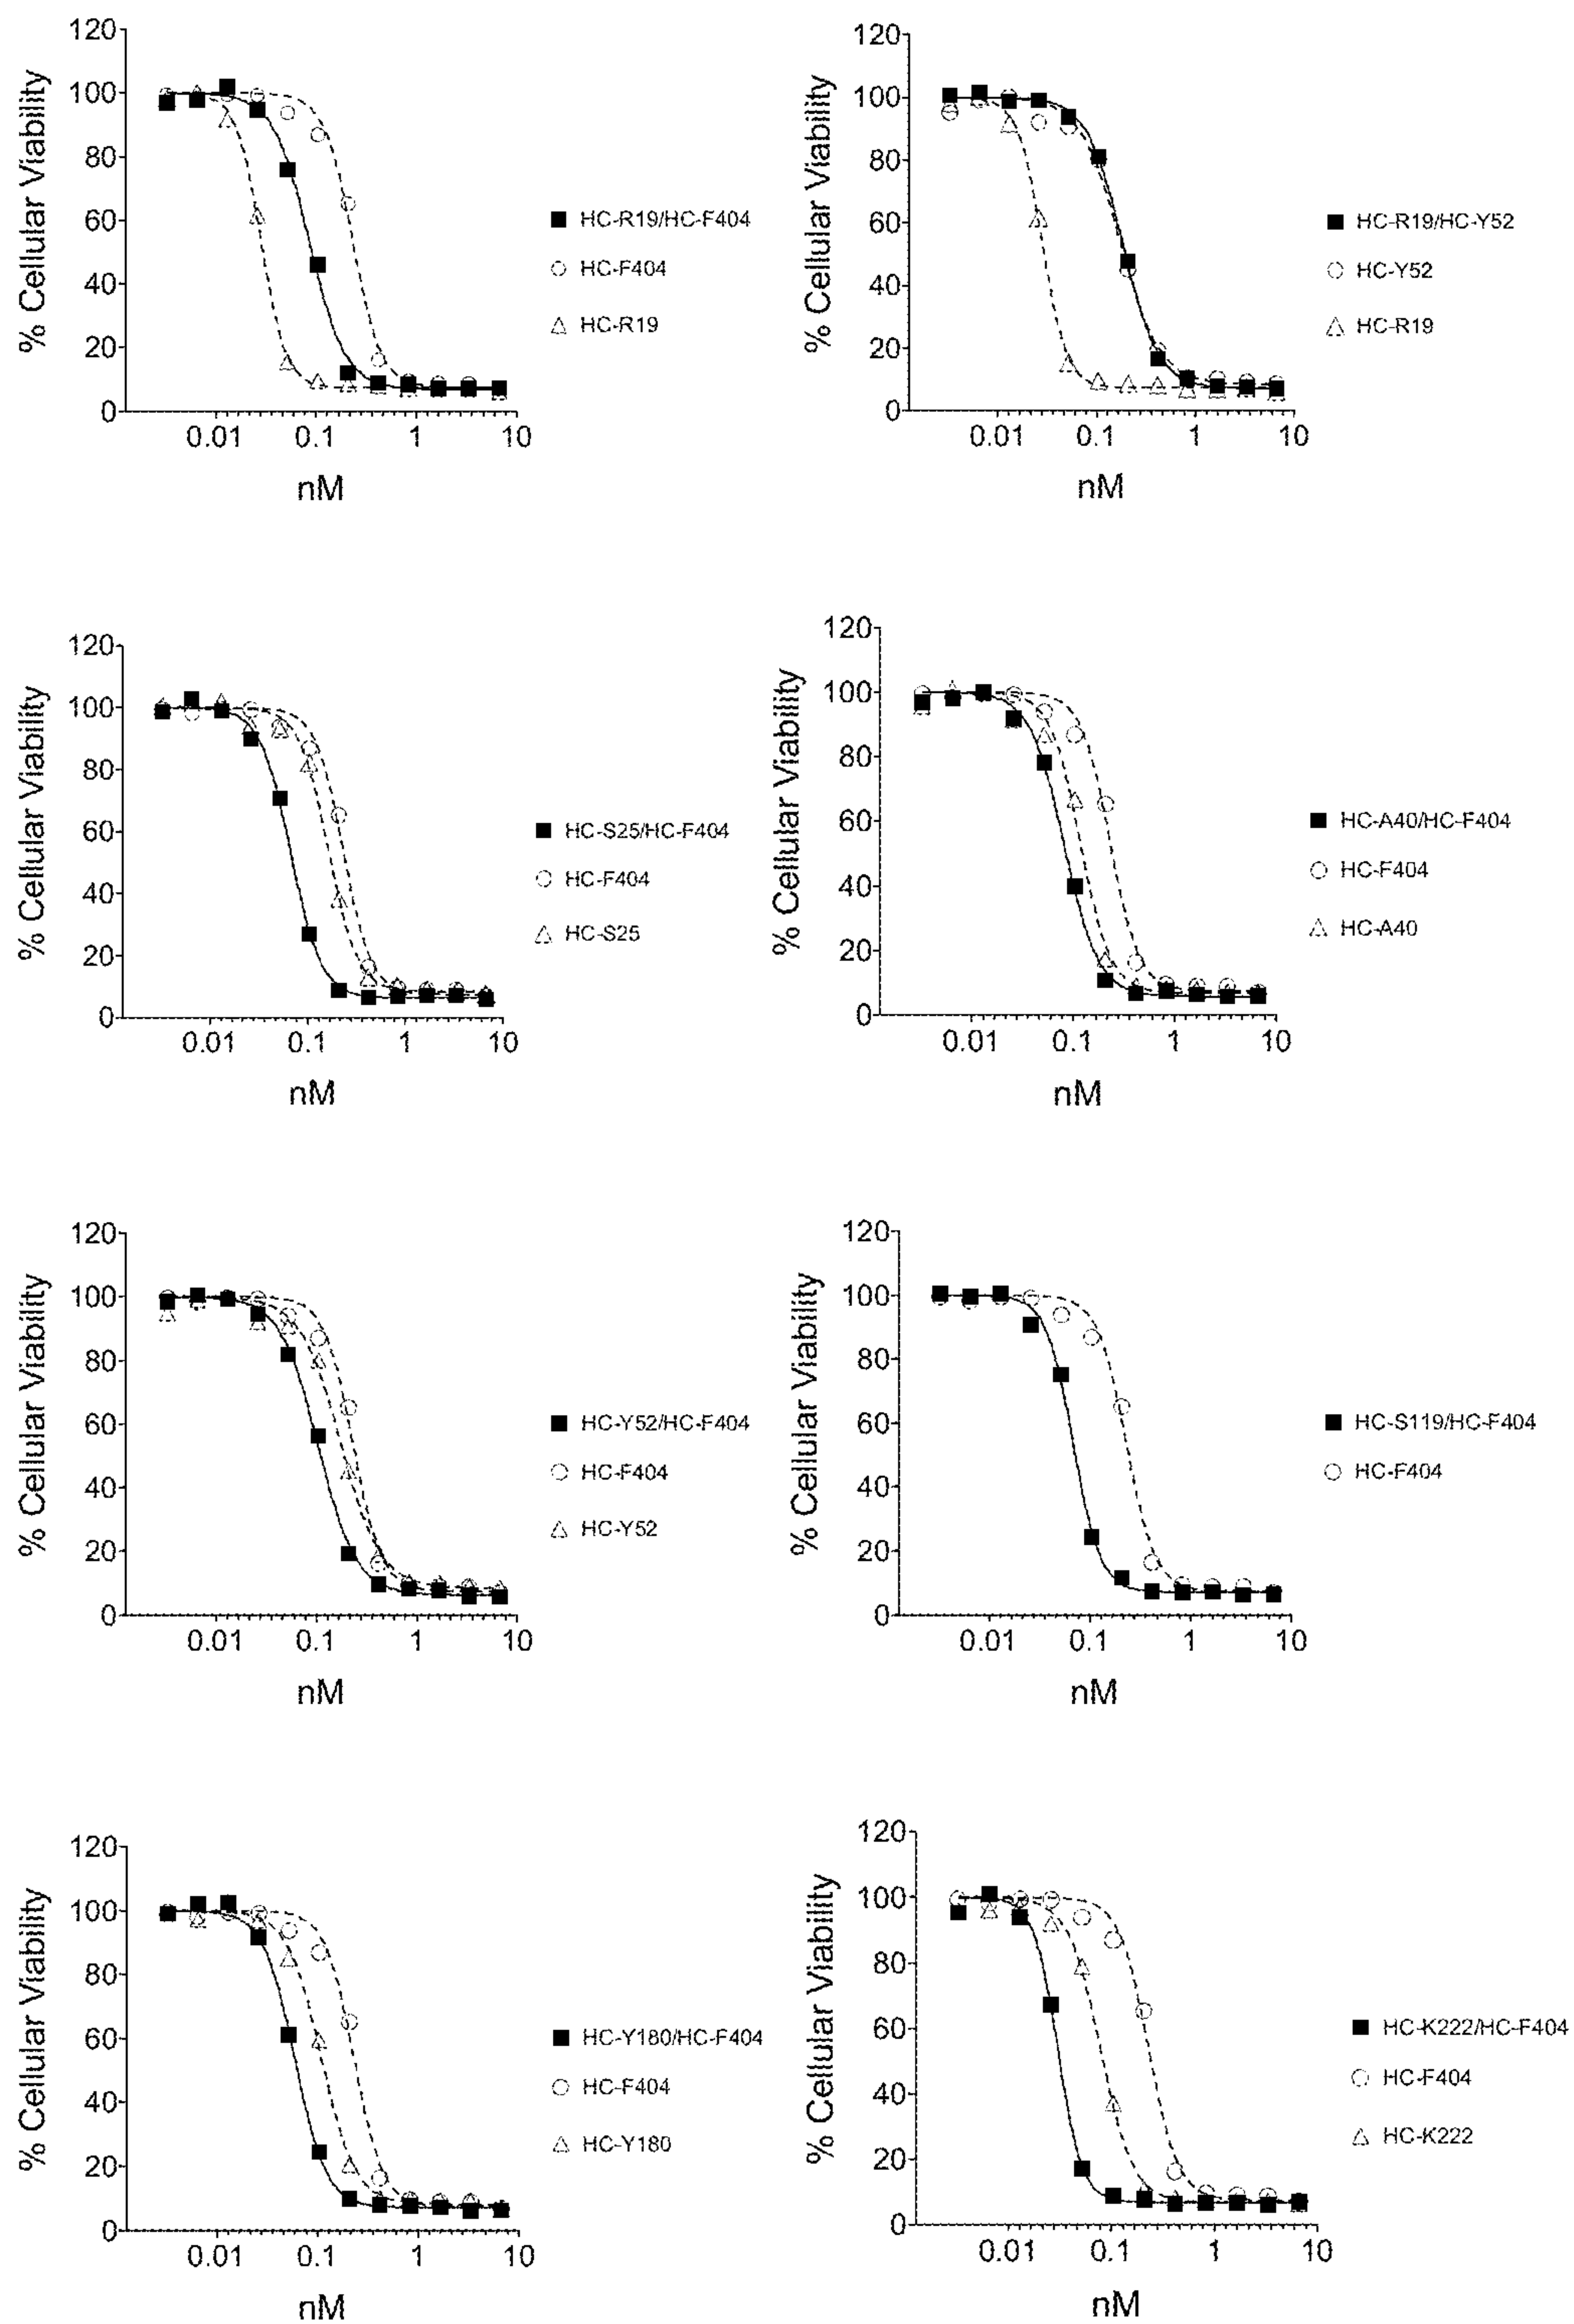 120
100
80
60
40
20
0
% Cellular Viability
0.01 0.1 1 10
nM
HC-R19/HC-F404
HC-F404
HC-R19
120
100
80
60
40
20
0
% Cellular Viability
0.01 0.1 1 10
nM
HC-R19/HC-Y52
HC-Y52
HC-R19
120
100
80
60
40
20
0
% Cellular Viability
0.01 0.1 1 10
nM
HC-S25/HC-F404
HC-F404
HC-S25
120
100
80
60
40
20
0
% Cellular Viability
0.01 0.1 1 10
nM
HC-A40/HC-F404
HC-F404
HC-A40
120
100
80
60
40
20
0
% Cellular Viability
0.01 0.1 1 10
nM
HC-Y52/HC-F404
HC-F404
HC-Y52
120
100
80
60
40
20
0
% Cellular Viability
0.01 0.1 1 10
nM
HC-S119/HC-F404
HC-F404
120
100
80
60
40
20
0
% Cellular Viability
0.01 0.1 1 10
nM
HC-Y180/HC-F404
HC-F404
HC-Y180
120
100
80
60
40
20
0
% Cellular Viability
0.01 0.1 1 10
nM
HC-K222/HC-F404
HC-F404
HC-K222